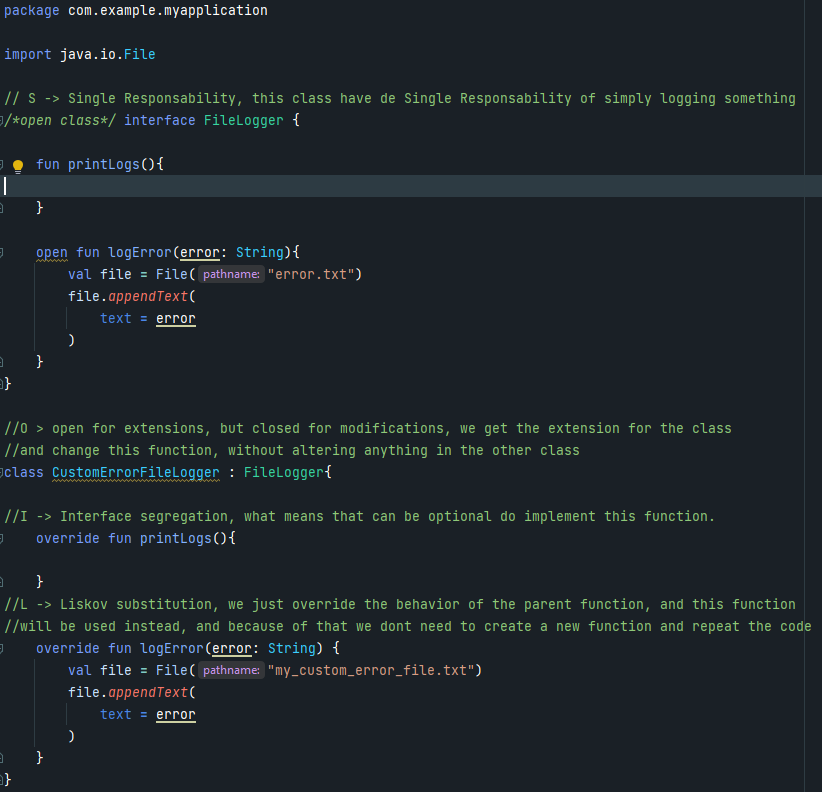 package com.example.myapplication
import java.io.File
// S -> Single Responsability, this class have de Single Responsability of simply logging something
/*open class*/ interface FileLogger {
fun printLogs(){
}
open fun logError(error: String){
val file = File( pathname: "error.txt")
file.appendText(
text = error
)
}
}
//O > open for extensions, but closed for modifications, we get the extension for the class
//and change this function, without altering anything in the other class
class CustomErrorFileLogger : FileLogger{
//I -> Interface segregation, what means that can be optional do implement this function.
override fun printLogs(){
}
//L -> Liskov substitution, we just override the behavior of the parent function, and this function
//will be used instead, and because of that we dont need to create a new function and repeat the code
override fun logError(error: String) {
val file = File( pathname: "my_custom_error_file.txt")
file.appendText(
text = error
)
}
}